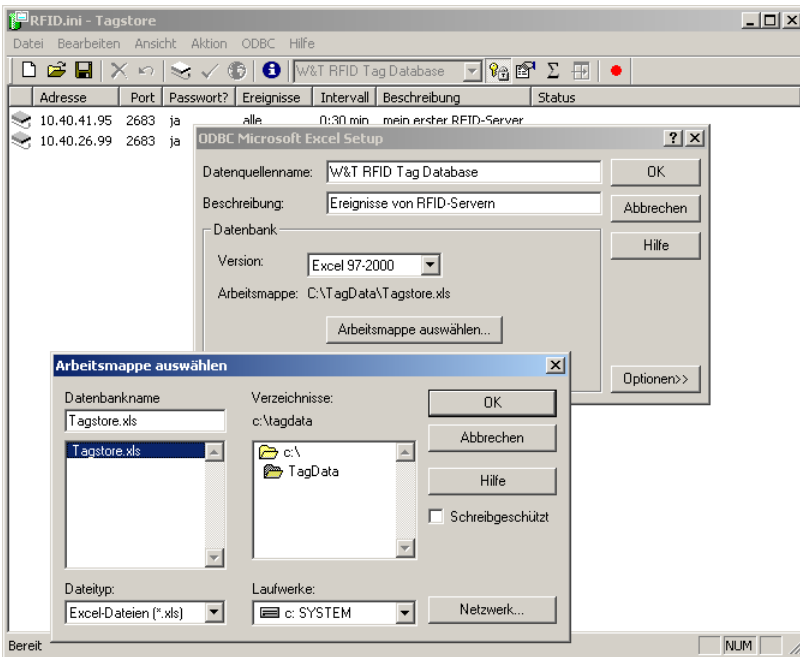 RFID.ini - Tagstore
Datei Bearbeiten Ansicht Aktion ODBC Hilfe
W&T RFID Tag Database
Adresse Port Passwort? Ereignisse Intervall Beschreibung Status
10.40.41.95 2683 ja alle 0:30 min mein erster RFID-Server
10.40.26.99 2683 ja
ODBC Microsoft Excel Setup
Datenquellenname: W&T RFID Tag Database
OK
Beschreibung: Ereignisse von RFID-Servern
Abbrechen
Datenbank
Hilfe
Version: Excel 97-2000
Arbeitsmappe: C:\TagData\Tagstore.xls
Arbeitsmappe auswählen...
Optionen>>
Arbeitsmappe auswählen
Datenbankname
Tagstore.xls
Tagstore.xls
Verzeichnisse:
c:\tagdata
c:\
TagData
OK
Abbrechen
Hilfe
Schreibgeschützt
Dateityp:
Excel-Dateien (*.xls)
Laufwerke:
c: SYSTEM
Netzwerk...
Bereit
NUM